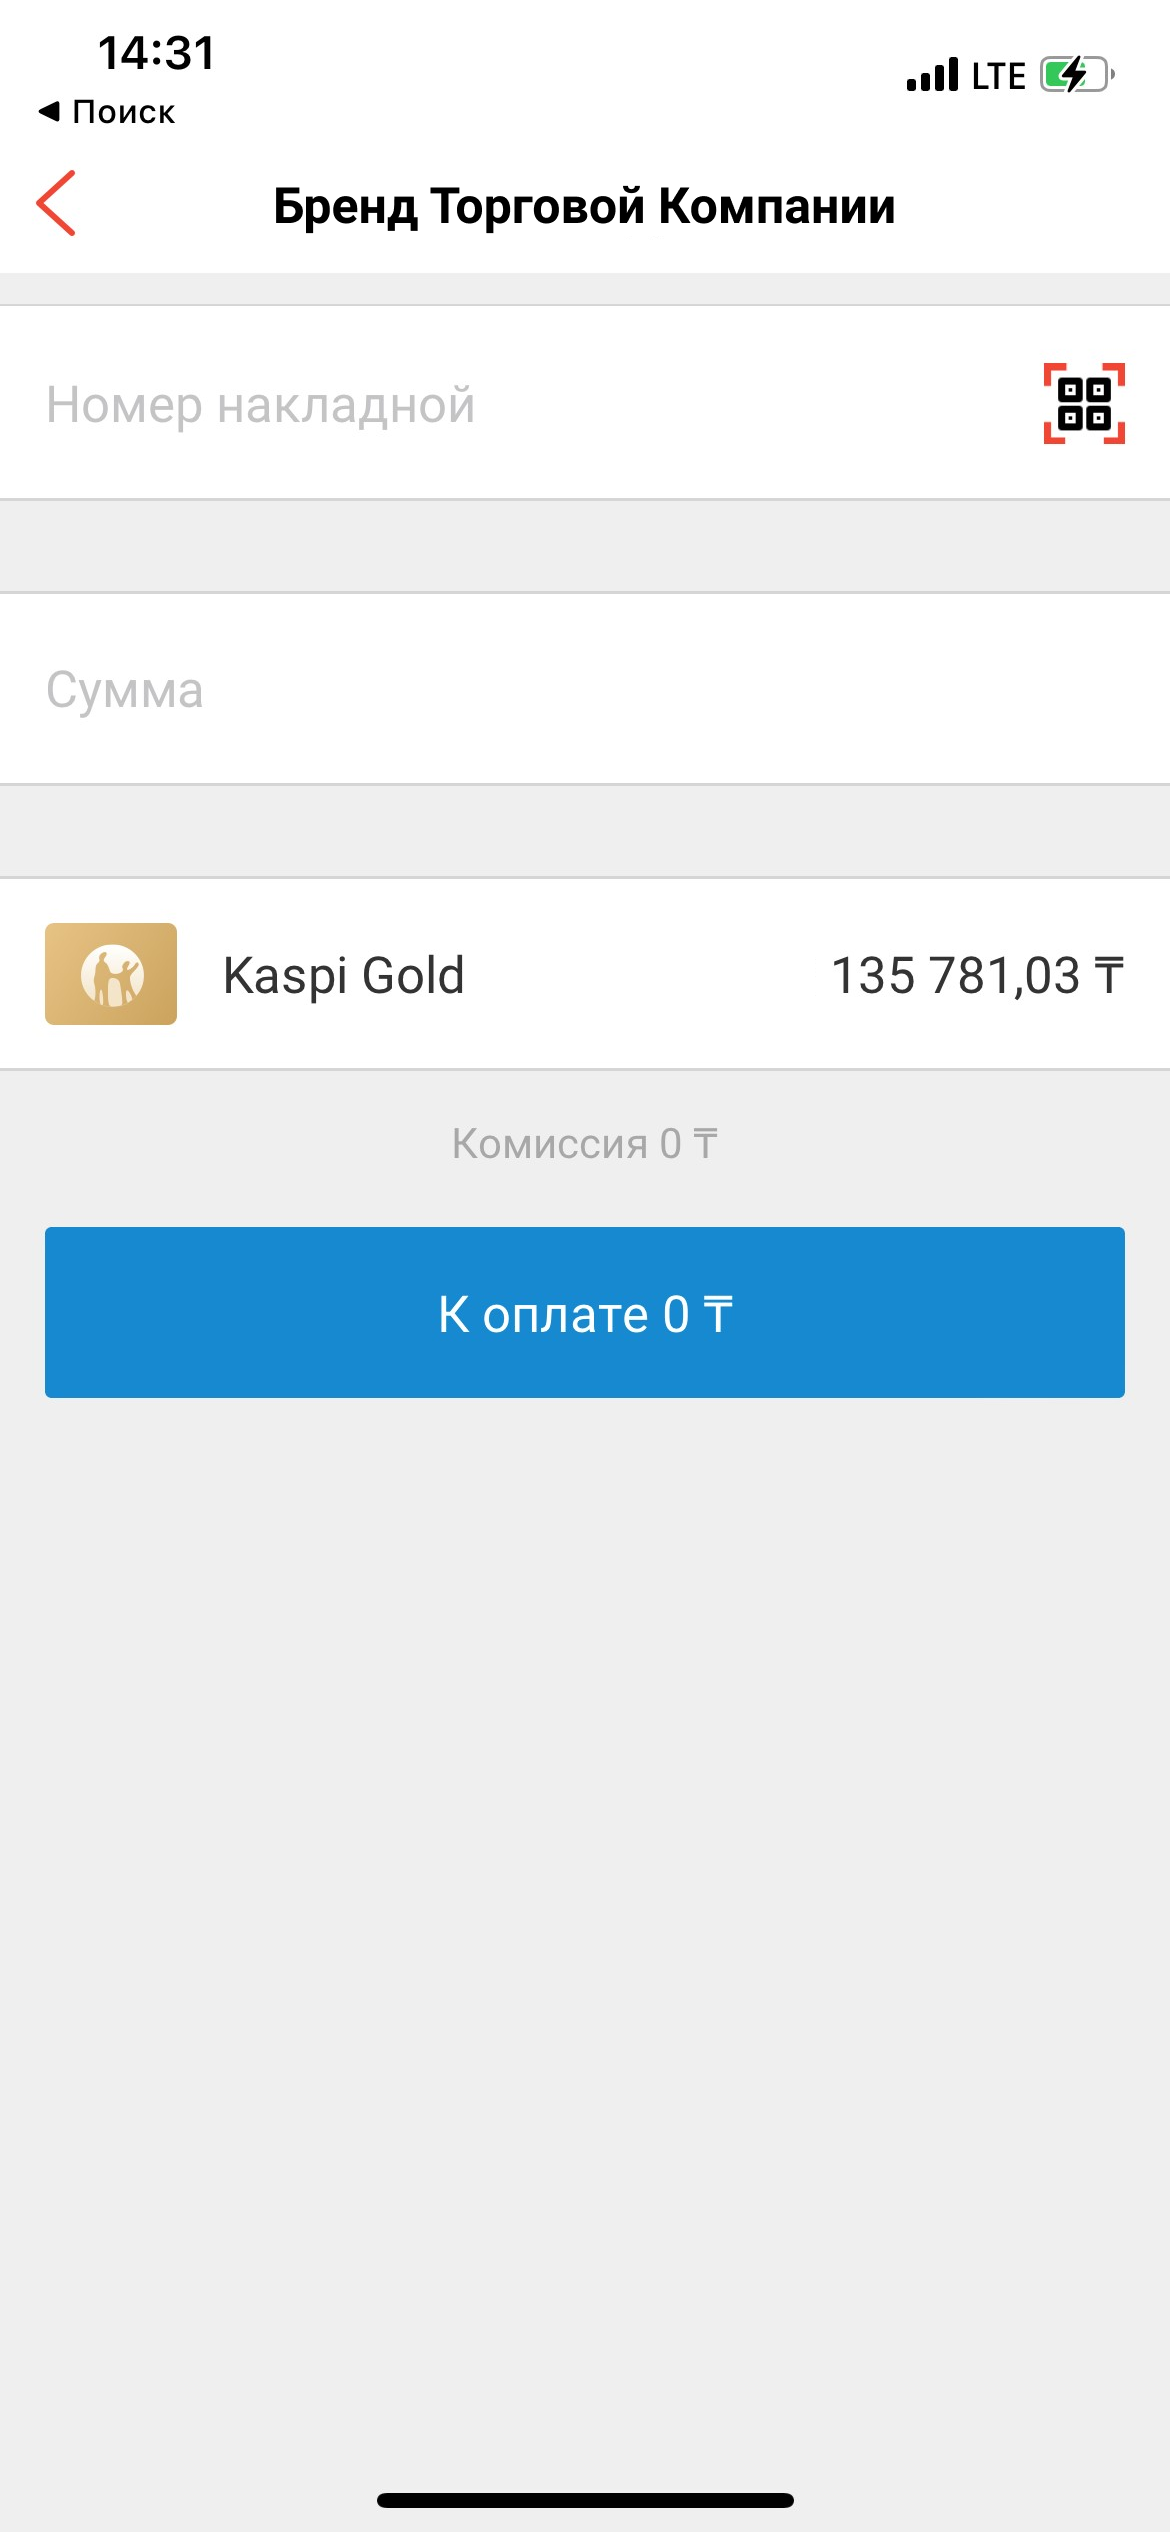 14:31
LTE
Поиск
Бренд Торговой Компании
Номер накладной
Сумма
Kaspi Gold
135 781,03 ₸
Комиссия 0 ₸
К оплате 0 ₸